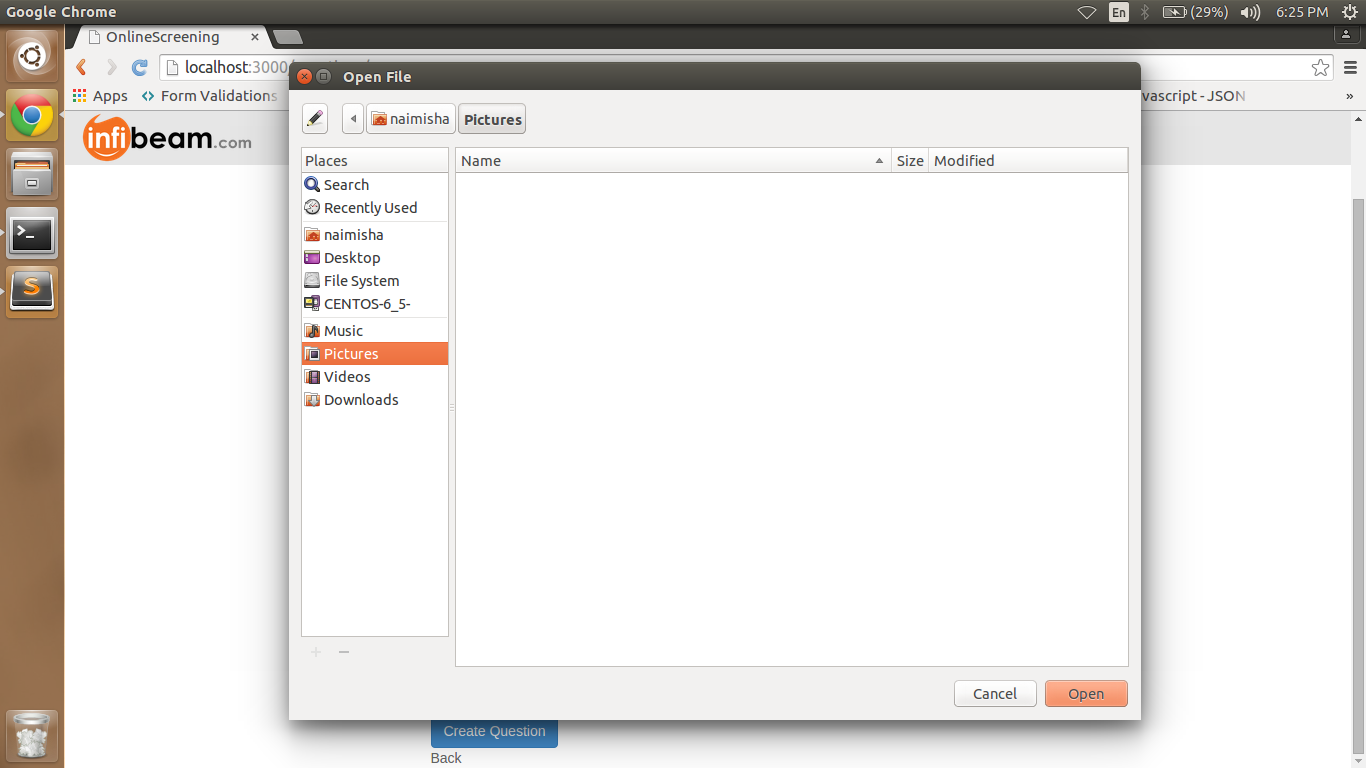 Google Chrome
En
(29%)
6:25 PM
OnlineScreening
localhost:3000/
Apps
Form Validations
vascript - JSON
»
infibeam.com
Open File
naimisha
Pictures
Places
Name
Size
Modified
Search
Recently Used
naimisha
Desktop
File System
CENTOS-6_5-
Music
Pictures
Videos
Downloads
Cancel
Open
Create Question
Back